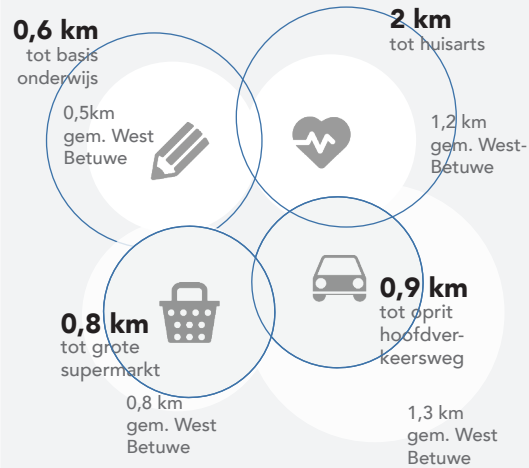 0,6 km
tot basis
onderwijs
0,5km
gem. West
Betuwe
2 km
tot huisarts
1,2 km
gem. West-
Betuwe
0,8 km
tot grote
supermarkt
0,8 km
gem. West
Betuwe
0,9 km
tot oprit
hoofdver-
keersweg
1,3 km
gem. West
Betuwe